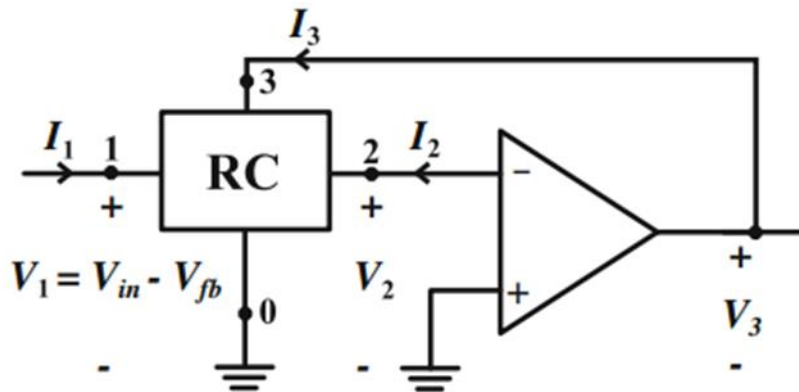 I3
3
I1 1
RC
2 I2
−
+ +
V1 = Vin - Vfb
V2
+
0
+
V3
- - -